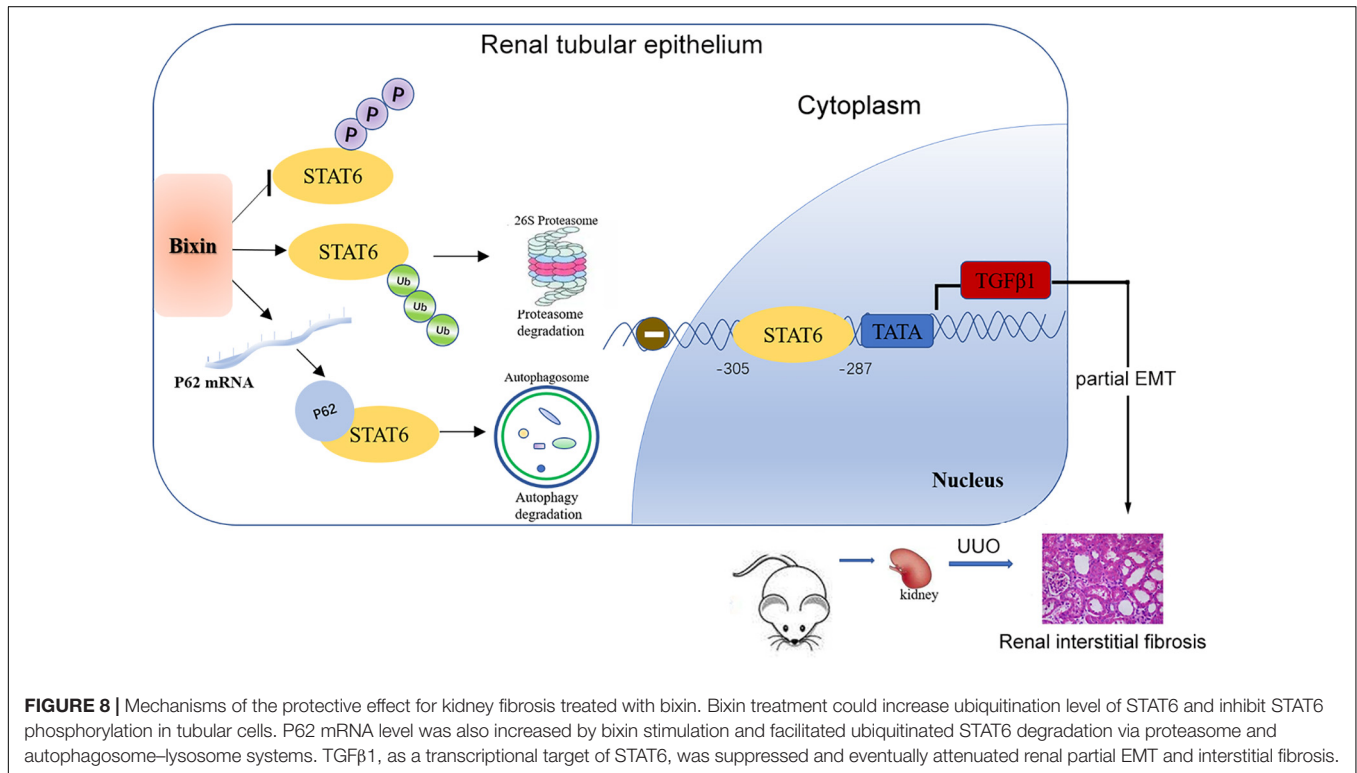 Renal tubular epithelium
Cytoplasm
P
P
P
STAT6
Bixin
STAT6
Ub
Ub
Ub
26S Proteasome
Proteasome
degradation
P62 mRNA
P62
STAT6
Autophagosome
Autophagy
degradation
STAT6
TATA
TGFβ1
-305
-287
partial EMT
Nucleus
UUO
kidney
Renal interstitial fibrosis
FIGURE 8 | Mechanisms of the protective effect for kidney fibrosis treated with bixin. Bixin treatment could increase ubiquitination level of STAT6 and inhibit STAT6
phosphorylation in tubular cells. P62 mRNA level was also increased by bixin stimulation and facilitated ubiquitinated STAT6 degradation via proteasome and
autophagosome–lysosome systems. TGFβ1, as a transcriptional target of STAT6, was suppressed and eventually attenuated renal partial EMT and interstitial fibrosis.